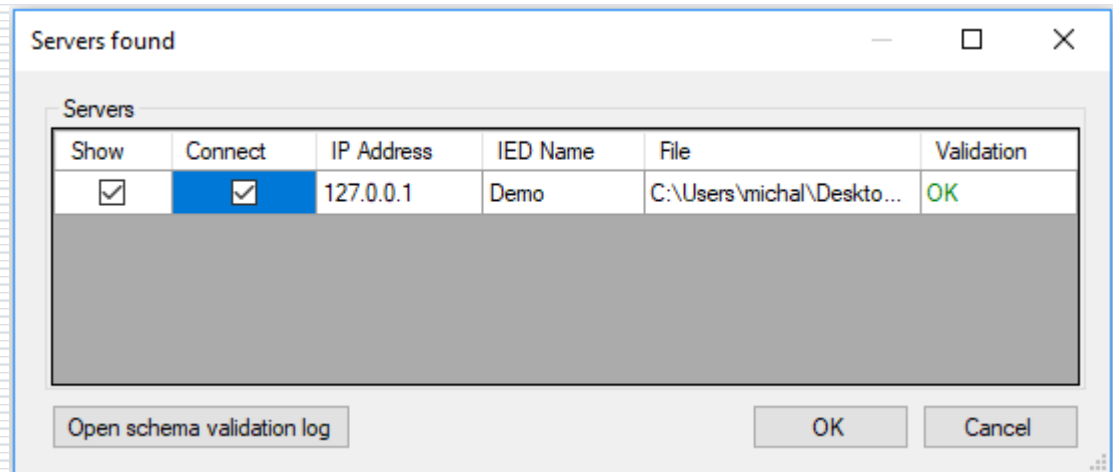 Servers found
Servers
Show Connect IP Address IED Name File Validation
127.0.0.1 Demo C:\Users\michal\Deskto... OK
Open schema validation log OK Cancel